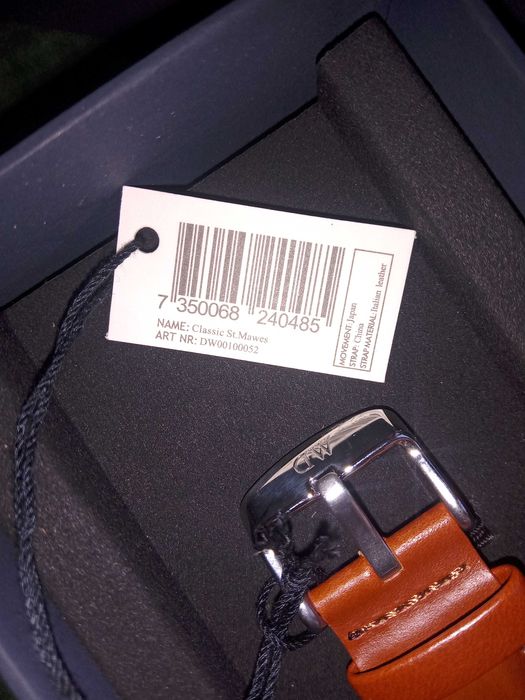 7 350068 240485
NAME: Classic St.Mawes
ART NR: DW00100052
MOVEMENT: Japan
STRAP: China
STRAP MATERIAL: Italian leather
DW